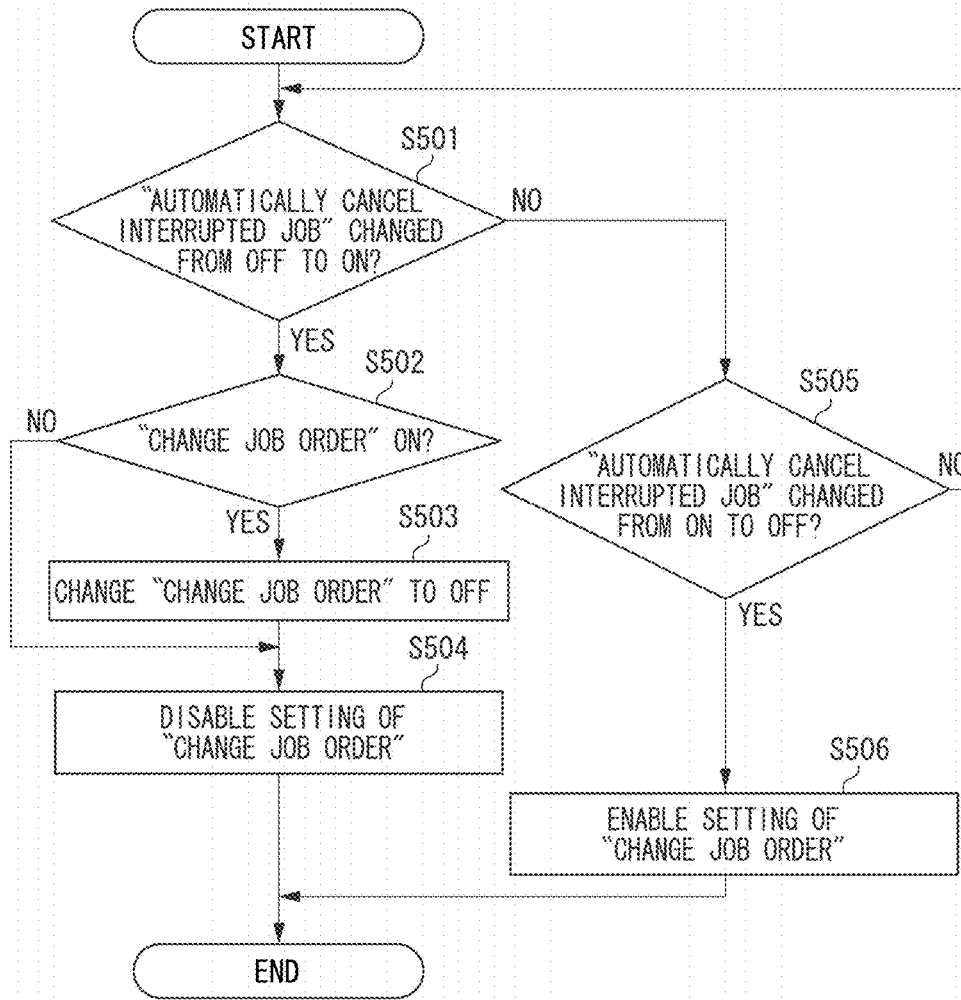 START
S501
"AUTOMATICALLY CANCEL
INTERRUPTED JOB" CHANGED
FROM OFF TO ON?
NO
YES
S502
NO
"CHANGE JOB ORDER" ON?
YES
S503
CHANGE "CHANGE JOB ORDER" TO OFF
S504
DISABLE SETTING OF
"CHANGE JOB ORDER"
S505
"AUTOMATICALLY CANCEL
INTERRUPTED JOB" CHANGED
FROM ON TO OFF?
NO
YES
S506
ENABLE SETTING OF
"CHANGE JOB ORDER"
END